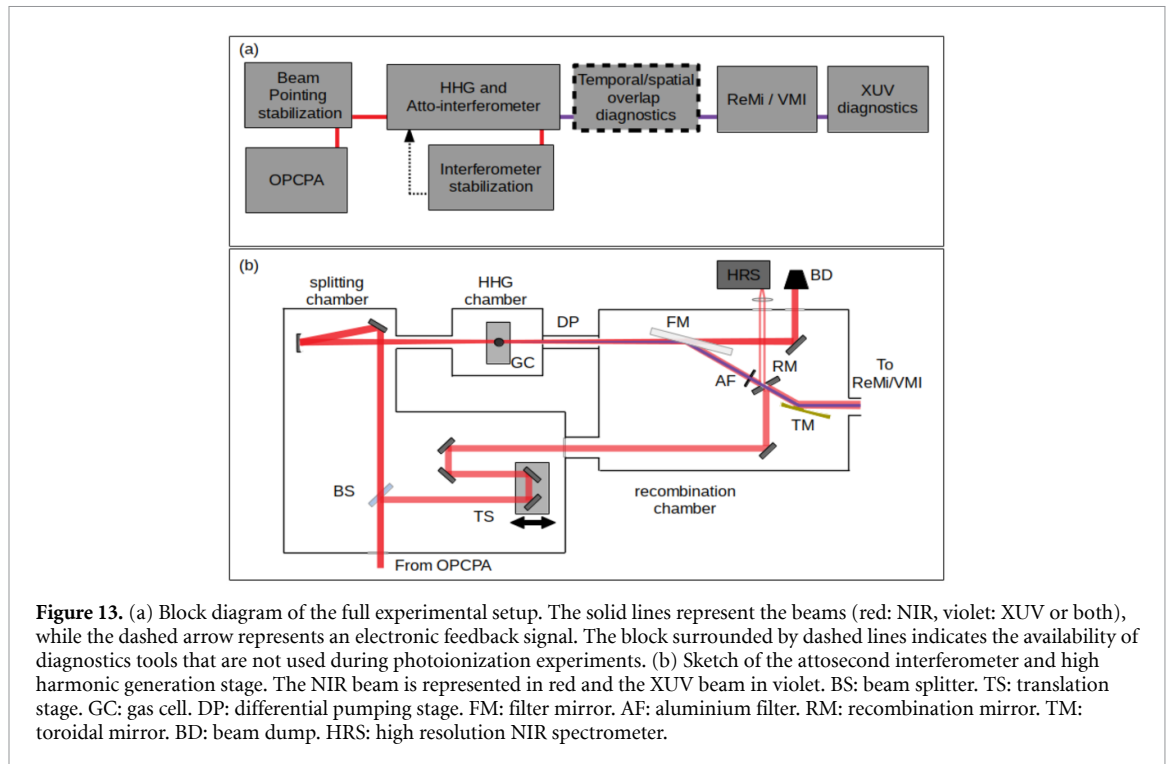 (a)
Beam
Pointing
stabilization
HHG and
Atto-interferometer
Temporal/spatial
overlap
diagnostics
ReMi / VMI
XUV
diagnostics
OPCPA
Interferometer
stabilization
(b)
splitting
chamber
HHG
chamber
DP
FM
HRS
BD
GC
AF
RM
To
ReMi/VMI
TM
BS
TS
recombination
chamber
From OPCPA
Figure 13. (a) Block diagram of the full experimental setup. The solid lines represent the beams (red: NIR, violet: XUV or both),
while the dashed arrow represents an electronic feedback signal. The block surrounded by dashed lines indicates the availability of
diagnostics tools that are not used during photoionization experiments. (b) Sketch of the attosecond interferometer and high
harmonic generation stage. The NIR beam is represented in red and the XUV beam in violet. BS: beam splitter. TS: translation
stage. GC: gas cell. DP: differential pumping stage. FM: filter mirror. AF: aluminium filter. RM: recombination mirror. TM:
toroidal mirror. BD: beam dump. HRS: high resolution NIR spectrometer.